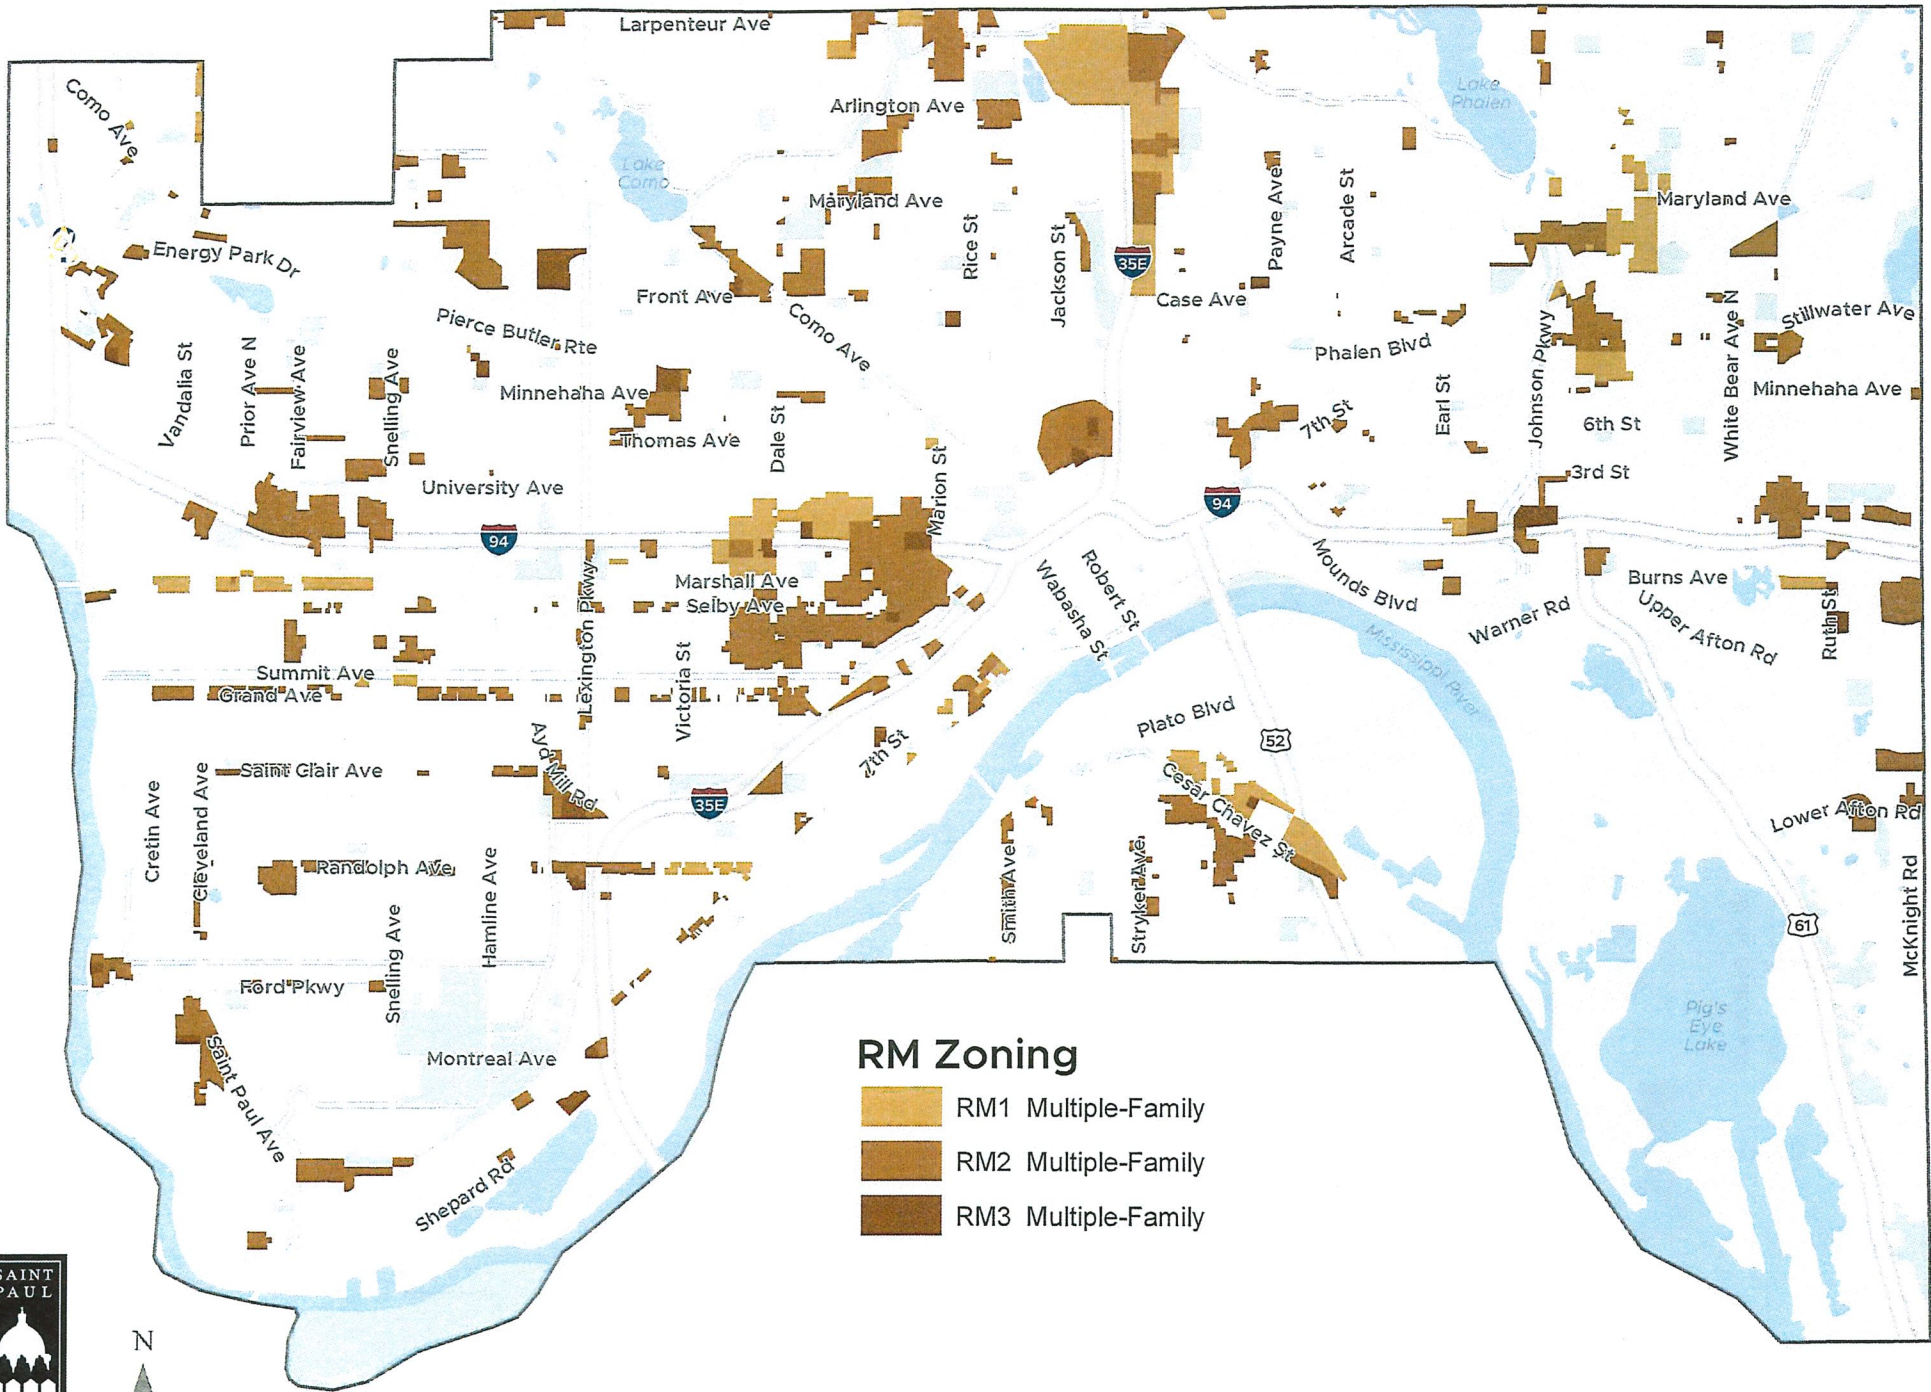 Larpenteur Ave
Como Ave
Lake
Phalen
Arlington Ave
Lake
Como
Maryland Ave
Maryland Ave
Payne Ave
Arcade St
Rice St
Jackson St
35E
Energy Park Dr
Front Ave
Case Ave
Como Ave
Pierce Butler Rte
Phalen Blvd
Johnson Pkwy
White Bear Ave N
Stillwater Ave
Vandalia St
Prior Ave N
Fairview Ave
Snelling Ave
Minnehaha Ave
Minnehaha Ave
Thomas Ave
Dale St
7th St
Earl St
6th St
Marion St
3rd St
University Ave
94
94
Lexington Pkwy
Marshall Ave
Selby Ave
Robert St
Wabasha St
Mounds Blvd
Burns Ave
Warner Rd
Upper Afton Rd
Ruth St
Mississippi River
Summit Ave
Grand Ave
Victoria St
Plato Blvd
52
7th St
Ayd Mill Rd
Saint Clair Ave
35E
Cesar Chavez St
Lower Afton Rd
Cretin Ave
Cleveland Ave
Randolph Ave
Hamline Ave
Smith Ave
Stryker Ave
McKnight Rd
61
Snelling Ave
Ford Pkwy
Pig's
Eye
Lake
Montreal Ave
Saint Paul Ave
Shepard Rd
RM Zoning
RM1 Multiple-Family
RM2 Multiple-Family
RM3 Multiple-Family
SAINT
PAUL
N